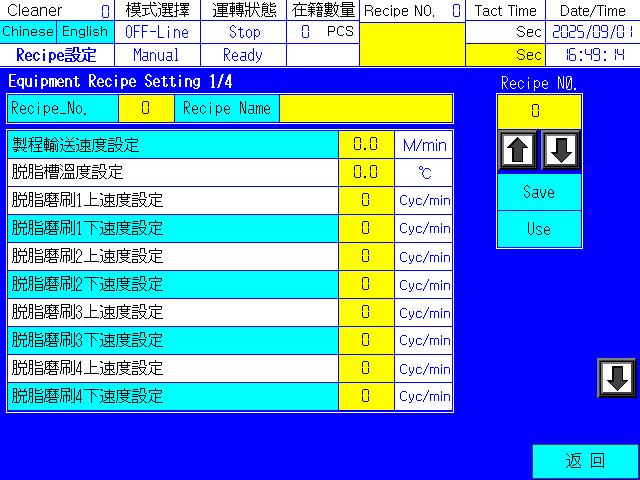 Cleaner 0 模式選擇 運轉狀態 在籍數量 Recipe NO. 0 Tact Time Date/Time
Chinese English OFF-Line Stop 0 PCS Sec 2025/09/01
Recipe設定 Manual Ready Sec 16:49:14
Equipment Recipe Setting 1/4
Recipe_No. 0 Recipe Name
Recipe NO.
0
製程輸送速度設定 0.0 M/min
脱脂槽溫度設定 0.0 ℃
脱脂磨刷1上速度設定 0 Cyc/min
脱脂磨刷1下速度設定 0 Cyc/min
脱脂磨刷2上速度設定 0 Cyc/min
脱脂磨刷2下速度設定 0 Cyc/min
脱脂磨刷3上速度設定 0 Cyc/min
脱脂磨刷3下速度設定 0 Cyc/min
脱脂磨刷4上速度設定 0 Cyc/min
脱脂磨刷4下速度設定 0 Cyc/min
Save
Use
返 回